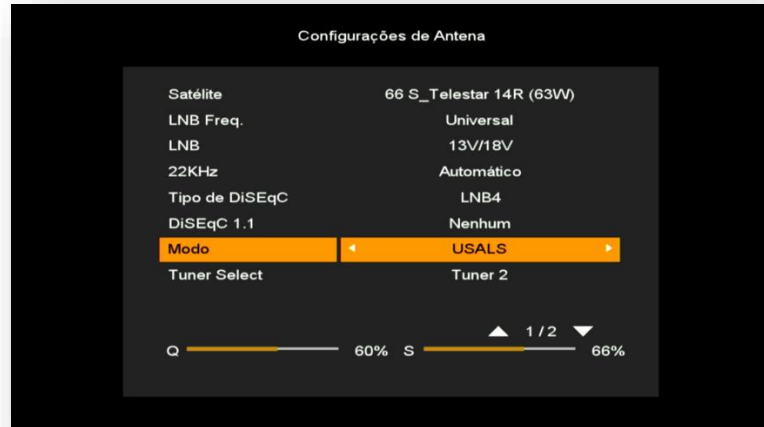 Configurações de Antena
Satélite 66 S_Telestar 14R (63W)
LNB Freq. Universal
LNB 13V/18V
22KHz Automático
Tipo de DiSEqC LNB4
DiSEqC 1.1 Nenhum
Modo USALS
Tuner Select Tuner 2
1/2
Q 60% S 66%